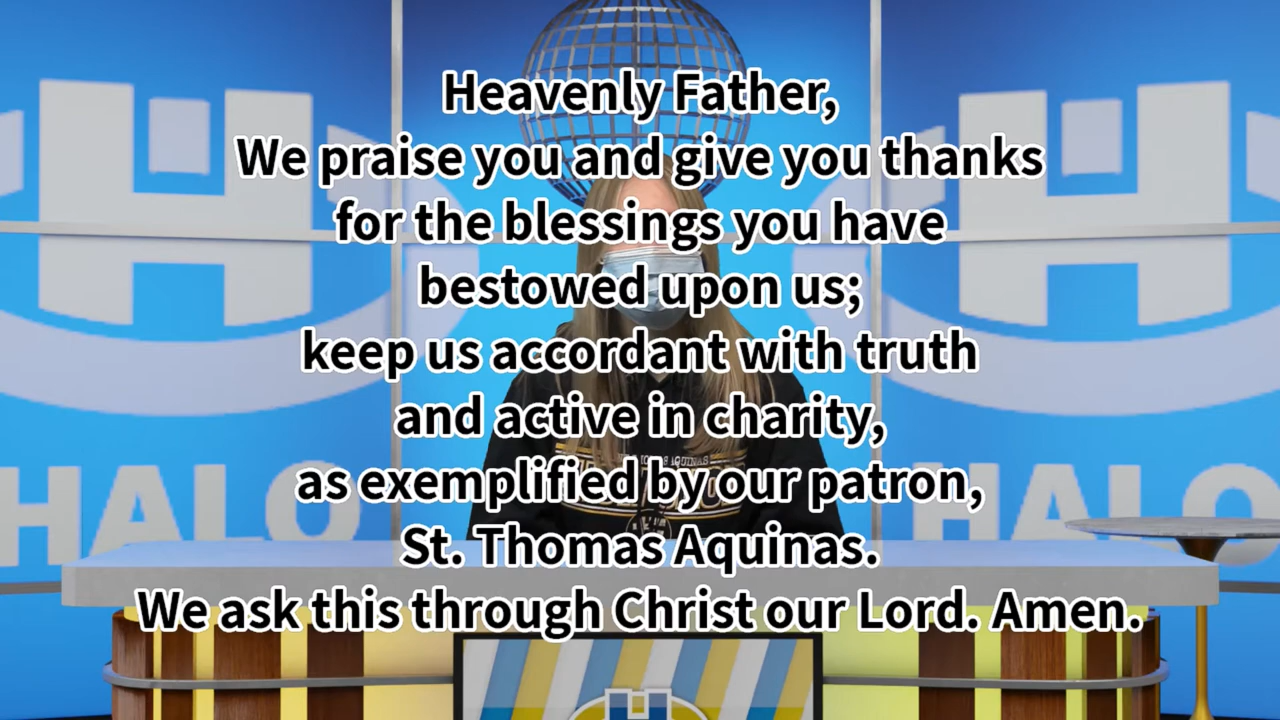 Heavenly Father,
We praise you and give you thanks
for the blessings you have
bestowed upon us;
keep us accordant with truth
and active in charity,
as exemplified by our patron,
St. Thomas Aquinas.
We ask this through Christ our Lord. Amen.
H
H
HALO
HALO